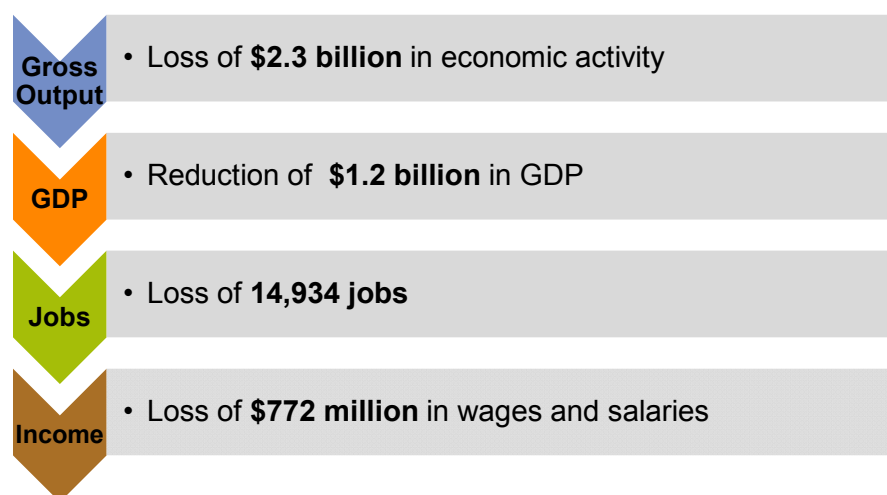 Gross
Output
• Loss of $2.3 billion in economic activity
GDP
• Reduction of $1.2 billion in GDP
Jobs
• Loss of 14,934 jobs
Income
• Loss of $772 million in wages and salaries